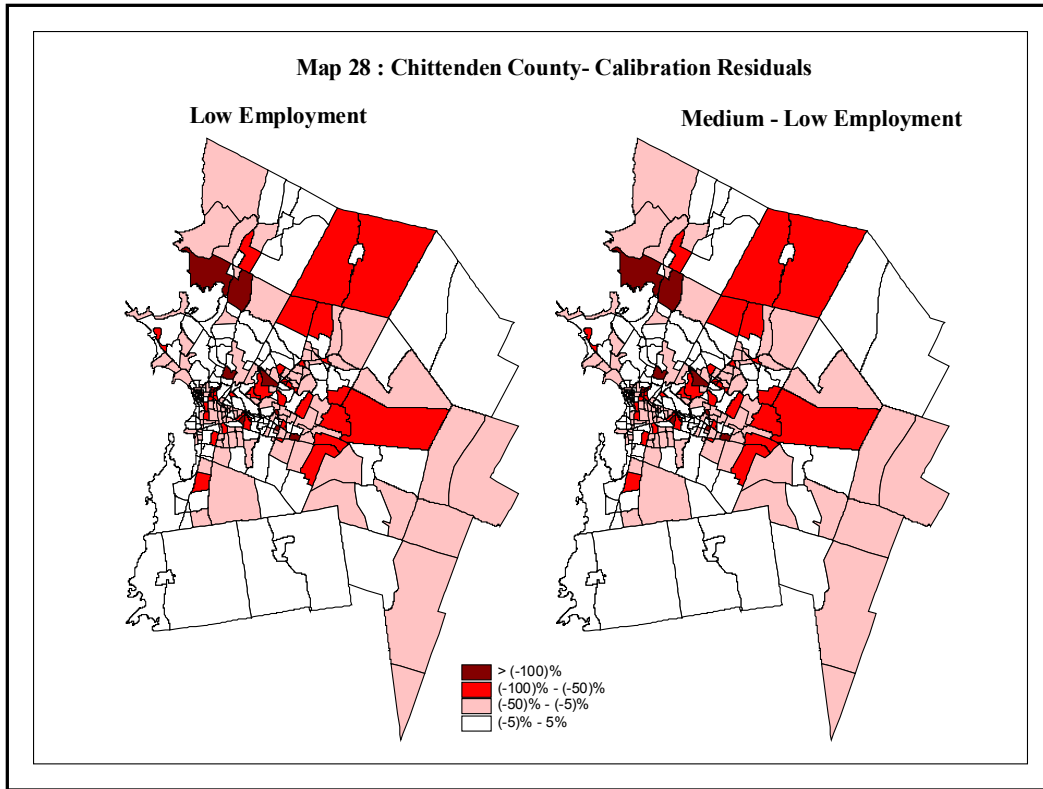 Map 28 : Chittenden County- Calibration Residuals
Low Employment
Medium - Low Employment
> (-100)%
(-100)% - (-50)%
(-50)% - (-5)%
(-5)% - 5%